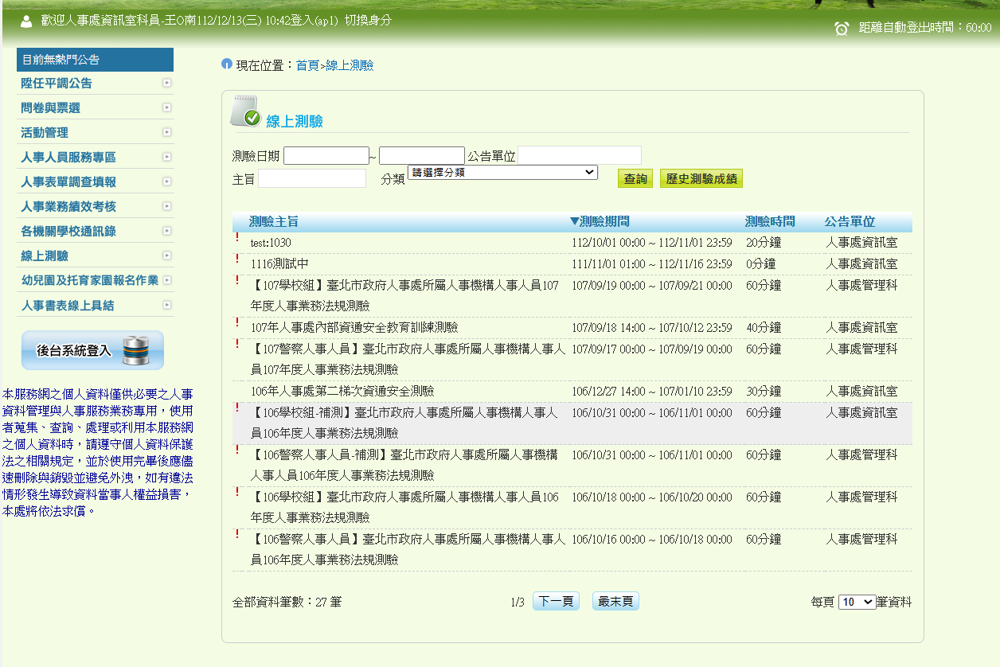 歡迎人事處資訊室科員-王O南112/12/13(三) 10:42登入(ap1) 切換身分
距離自動登出時間：60:00
目前無熱門公告
陞任平調公告
問卷與票選
活動管理
人事人員服務專區
人事表單調查填報
人事業務績效考核
各機關學校通訊錄
線上測驗
幼兒園及托育家園報名作業
人事書表線上具結
後台系統登入
本服務網之個人資料僅供必要之人事
資料管理與人事服務業務專用，使用
者蒐集、查詢、處理或利用本服務網
之個人資料時，請遵守個人資料保護
法之相關規定，並於使用完畢後應儘
速刪除與銷毀並避免外洩，如有違法
情形發生導致資料當事人權益損害，
本處將依法求償。
現在位置：首頁>線上測驗
線上測驗
測驗日期 ~ 公告單位
主旨 分類 請選擇分類 查詢 歷史測驗成績
測驗主旨 ▼測驗期間 測驗時間 公告單位
! test:1030 112/10/01 00:00 ~ 112/11/01 23:59 20分鐘 人事處資訊室
! 1116測試中 111/11/01 01:00 ~ 112/11/16 23:59 0分鐘 人事處資訊室
! 【107學校組】臺北市政府人事處所屬人事機構人事人員107 107/09/19 00:00 ~ 107/09/21 00:00 60分鐘 人事處管理科
年度人事業務法規測驗
! 107年人事處內部資通安全教育訓練測驗 107/09/18 14:00 ~ 107/10/12 23:59 40分鐘 人事處資訊室
! 【107警察人事人員】臺北市政府人事處所屬人事機構人事人 107/09/17 00:00 ~ 107/09/19 00:00 60分鐘 人事處管理科
員107年度人事業務法規測驗
106年人事處第二梯次資通安全測驗 106/12/27 14:00 ~ 107/01/10 23:59 30分鐘 人事處資訊室
! 【106學校組-補測】臺北市政府人事處所屬人事機構人事人 106/10/31 00:00 ~ 106/11/01 00:00 60分鐘 人事處資訊室
員106年度人事業務法規測驗
! 【106警察人事人員-補測】臺北市政府人事處所屬人事機構 106/10/31 00:00 ~ 106/11/01 00:00 60分鐘 人事處管理科
人事人員106年度人事業務法規測驗
! 【106學校組】臺北市政府人事處所屬人事機構人事人員106 106/10/18 00:00 ~ 106/10/20 00:00 60分鐘 人事處管理科
年度人事業務法規測驗
! 【106警察人事人員】臺北市政府人事處所屬人事機構人事人 106/10/16 00:00 ~ 106/10/18 00:00 60分鐘 人事處管理科
員106年度人事業務法規測驗
全部資料筆數：27 筆 1/3 下一頁 最末頁 每頁 10 筆資料